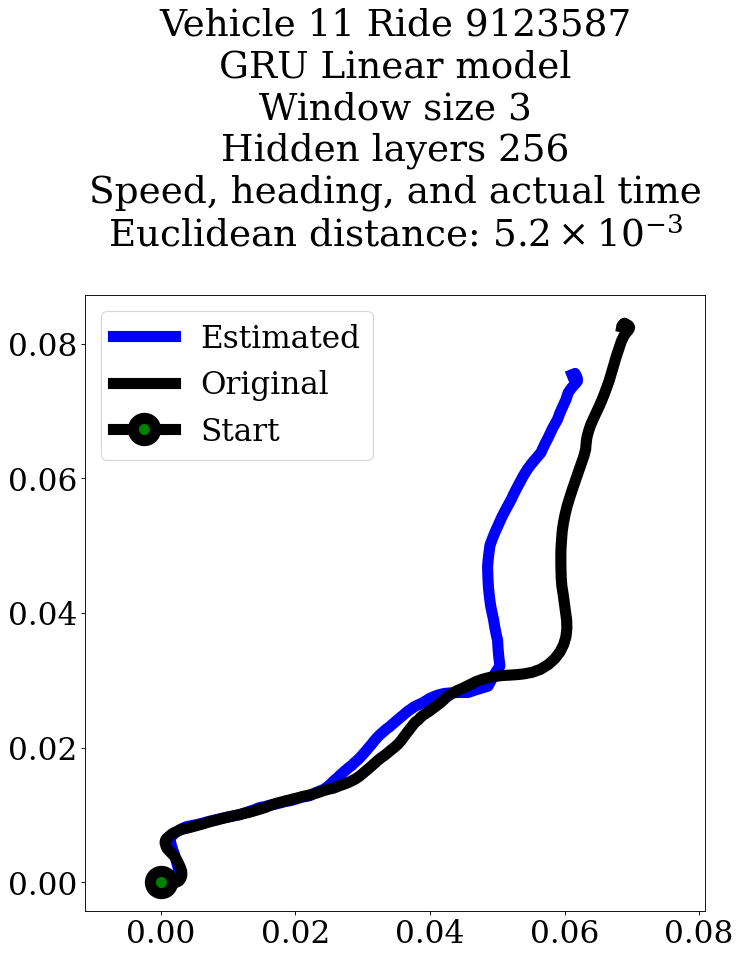 Vehicle 11 Ride 9123587
GRU Linear model
Window size 3
Hidden layers 256
Speed, heading, and actual time
Euclidean distance: 5.2 × 10⁻³
Estimated
Original
Start
0.08
0.06
0.04
0.02
0.00
0.00 0.02 0.04 0.06 0.08